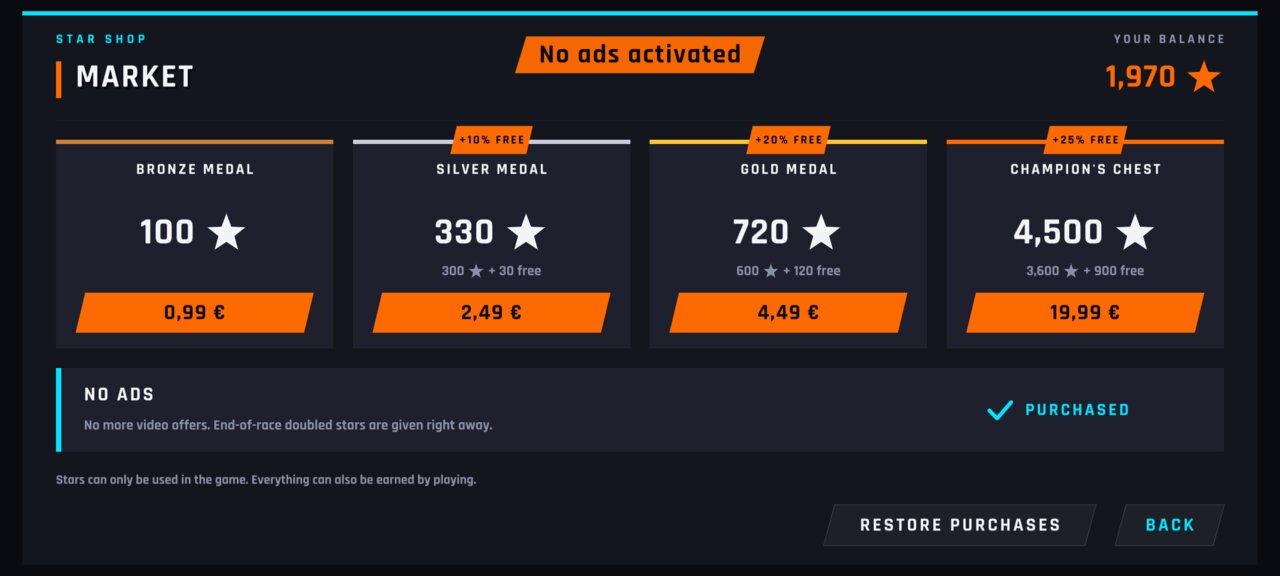 STAR SHOP
MARKET
No ads activated
YOUR BALANCE
1,970
BRONZE MEDAL
100
0,99 €
+10% FREE
SILVER MEDAL
330
300 ★ + 30 free
2,49 €
+20% FREE
GOLD MEDAL
720
600 ★ + 120 free
4,49 €
+25% FREE
CHAMPION'S CHEST
4,500
3,600 ★ + 900 free
19,99 €
NO ADS
No more video offers. End-of-race doubled stars are given right away.
PURCHASED
Stars can only be used in the game. Everything can also be earned by playing.
RESTORE PURCHASES
BACK